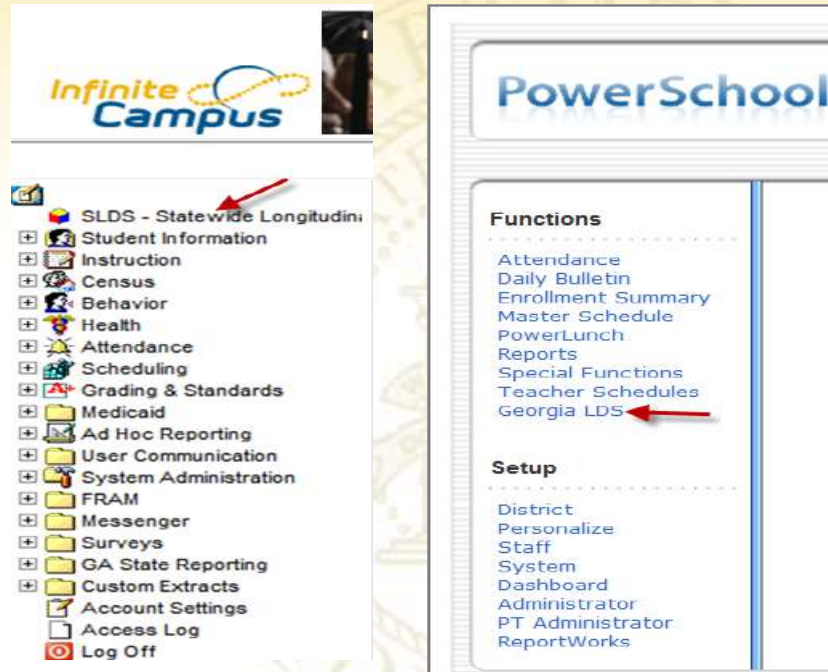 Infinite
Campus
SLDS - Statewide Longitudina
Student Information
Instruction
Census
Behavior
Health
Attendance
Scheduling
Grading & Standards
Medicaid
Ad Hoc Reporting
User Communication
System Administration
FRAM
Messenger
Surveys
GA State Reporting
Custom Extracts
Account Settings
Access Log
Log Off
PowerSchool
Functions
Attendance
Daily Bulletin
Enrollment Summary
Master Schedule
PowerLunch
Reports
Special Functions
Teacher Schedules
Georgia LDS
Setup
District
Personalize
Staff
System
Dashboard
Administrator
PT Administrator
ReportWorks